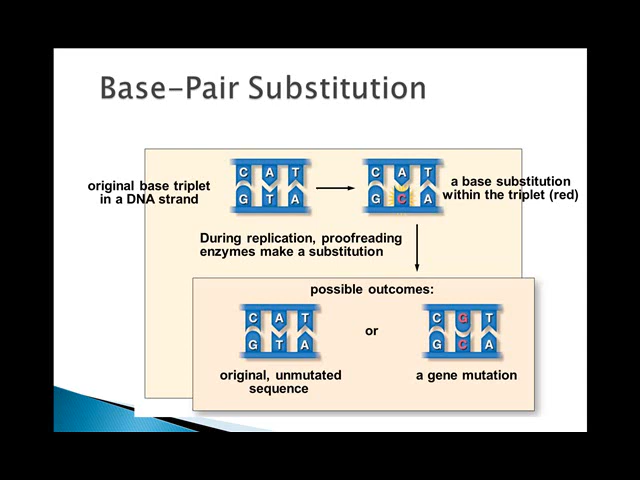 Base-Pair Substitution
original base triplet
in a DNA strand
C A T
G T A
C A T
G C A
a base substitution
within the triplet (red)
During replication, proofreading
enzymes make a substitution
possible outcomes:
C A T
G T A
or
C G T
G C A
original, unmutated
sequence
a gene mutation